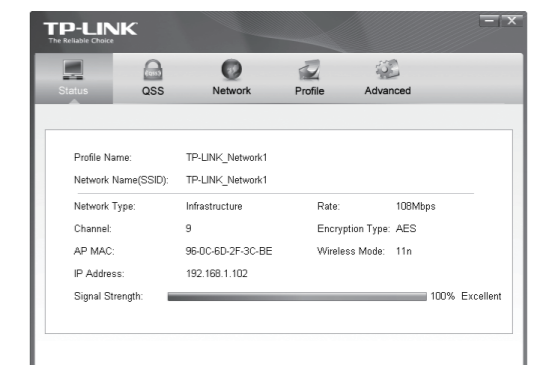 TP-LINK
The Reliable Choice
Status QSS Network Profile Advanced
Profile Name: TP-LINK_Network1
Network Name(SSID): TP-LINK_Network1
Network Type: Infrastructure Rate: 108Mbps
Channel: 9 Encryption Type: AES
AP MAC: 96-0C-6D-2F-3C-BE Wireless Mode: 11n
IP Address: 192.168.1.102
Signal Strength: 100% Excellent